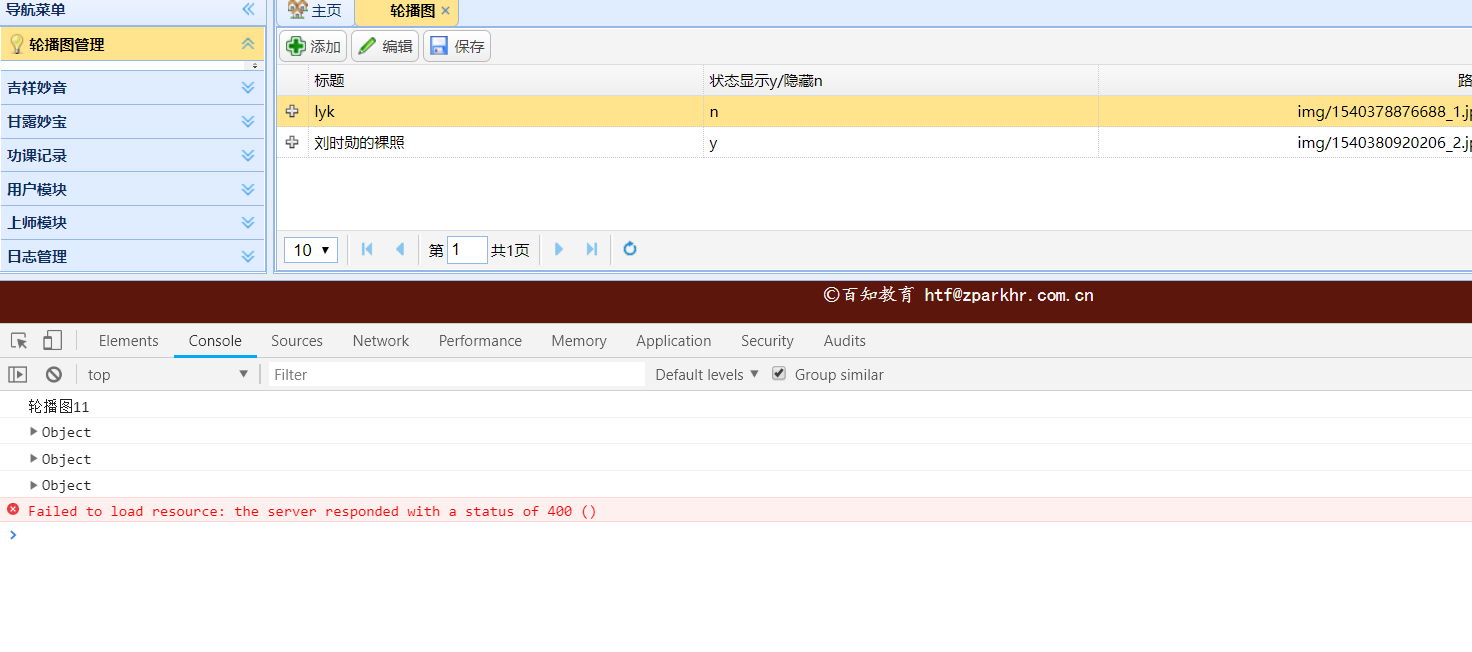 导航菜单
主页 轮播图
轮播图管理
添加 编辑 保存
标题 状态显示y/隐藏n 路
吉祥妙音
lyk n img/1540378876688_1.jp
甘露妙宝
刘时勋的裸照 y img/1540380920206_2.jp
功课记录
用户模块
上师模块
日志管理
10 第 1 共1页
©百知教育 htf@zparkhr.com.cn
Elements Console Sources Network Performance Memory Application Security Audits
top Filter Default levels Group similar
轮播图11
Object
Object
Object
Failed to load resource: the server responded with a status of 400 ()